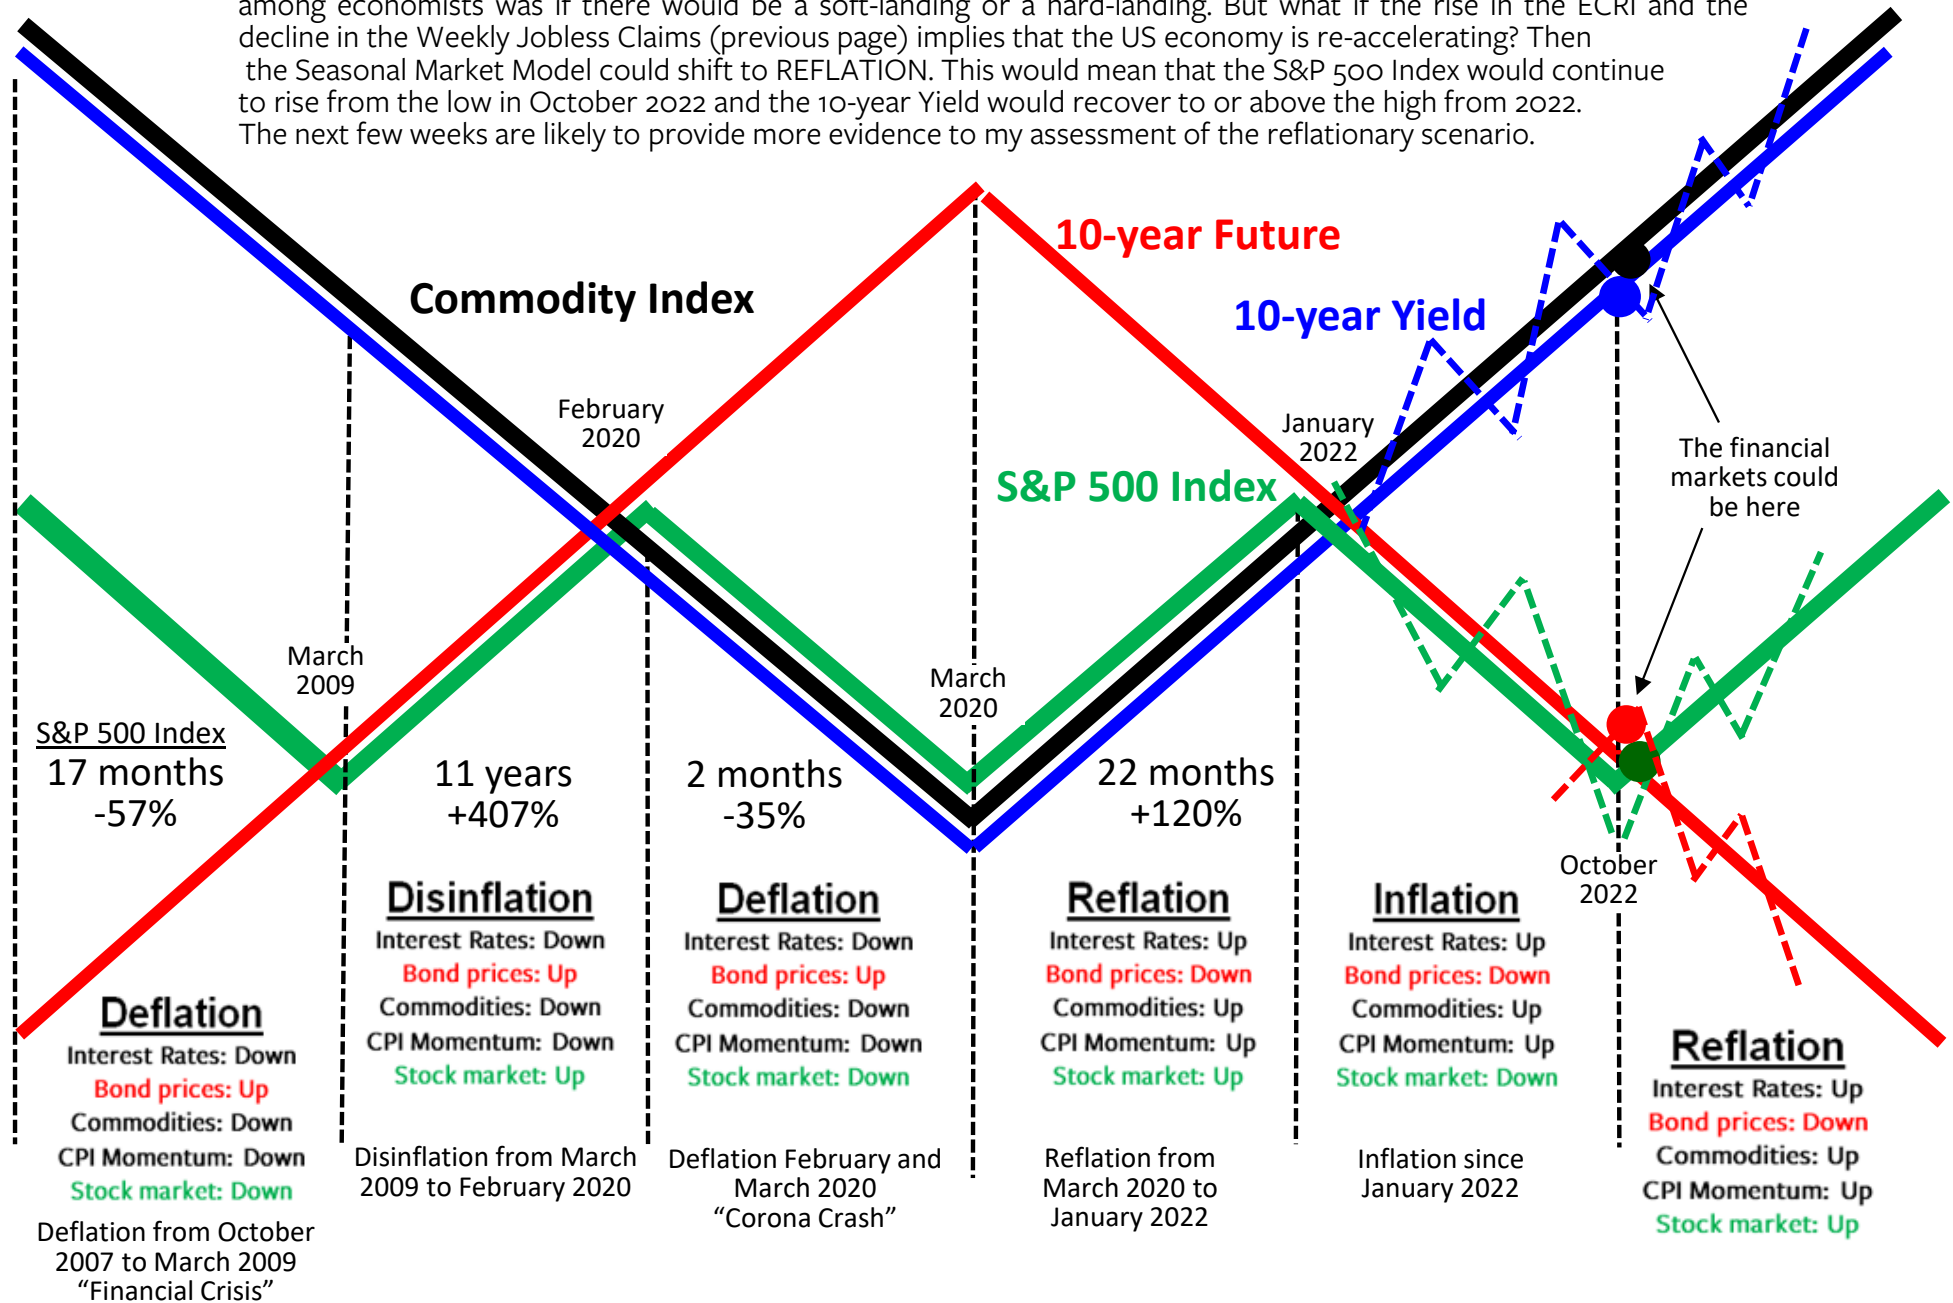 among economists was if there would be a soft-landing or a hard-landing. But what if the rise in the ECRI and the
decline in the Weekly Jobless Claims (previous page) implies that the US economy is re-accelerating? Then
the Seasonal Market Model could shift to REFLATION. This would mean that the S&P 500 Index would continue
to rise from the low in October 2022 and the 10-year Yield would recover to or above the high from 2022.
The next few weeks are likely to provide more evidence to my assessment of the reflationary scenario.
10-year Future
Commodity Index
10-year Yield
February
2020
January
2022
The financial
markets could
be here
S&P 500 Index
March
2009
March
2020
S&P 500 Index
17 months
-57%
11 years
+407%
2 months
-35%
22 months
+120%
October
2022
Deflation
Interest Rates: Down
Bond prices: Up
Commodities: Down
CPI Momentum: Down
Stock market: Down
Deflation from October
2007 to March 2009
“Financial Crisis”
Disinflation
Interest Rates: Down
Bond prices: Up
Commodities: Down
CPI Momentum: Down
Stock market: Up
Disinflation from March
2009 to February 2020
Deflation
Interest Rates: Down
Bond prices: Up
Commodities: Down
CPI Momentum: Down
Stock market: Down
Deflation February and
March 2020
“Corona Crash”
Reflation
Interest Rates: Up
Bond prices: Down
Commodities: Up
CPI Momentum: Up
Stock market: Up
Reflation from
March 2020 to
January 2022
Inflation
Interest Rates: Up
Bond prices: Down
Commodities: Up
CPI Momentum: Up
Stock market: Down
Inflation since
January 2022
Reflation
Interest Rates: Up
Bond prices: Down
Commodities: Up
CPI Momentum: Up
Stock market: Up